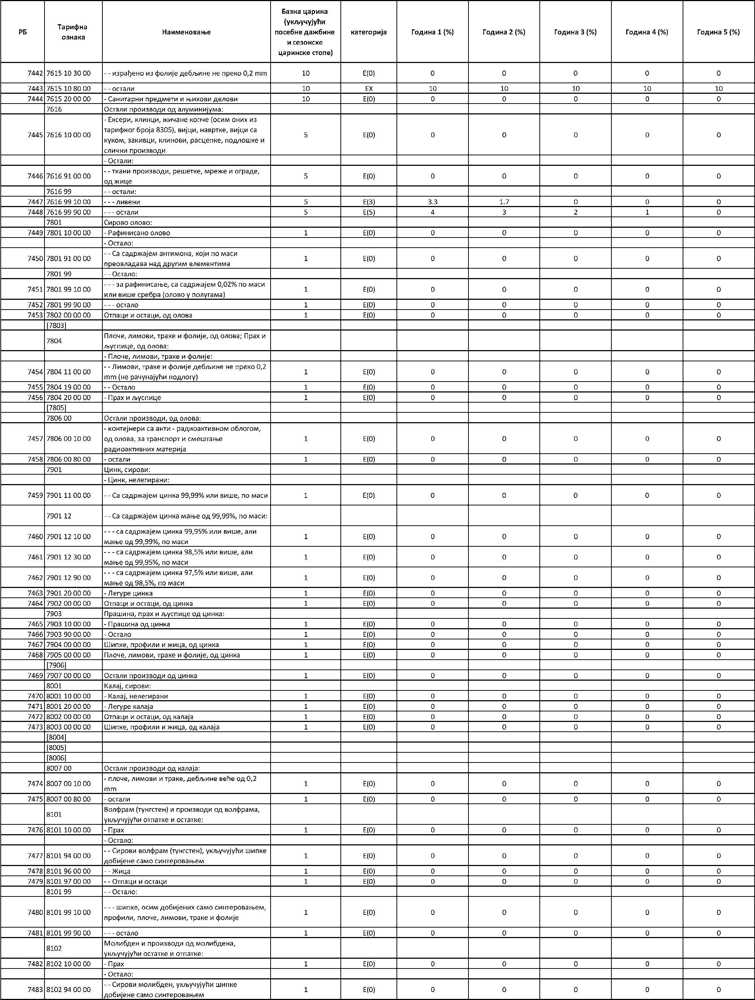 РБ Тарифна ознака Наименовање Базна царина (укључујући посебне дажбине и сезонске царинске стопе) категорија Година 1 (%) Година 2 (%) Година 3 (%) Година 4 (%) Година 5 (%)
7442 7615 10 30 00 - - израђено из фолије дебљине не преко 0,2 mm 10 E(0) 0 0 0 0 0
7443 7615 10 80 00 - - остали 10 EX 10 10 10 10 10
7444 7615 20 00 00 - Санитарни предмети и њихови делови 10 E(0) 0 0 0 0 0
7616 Остали производи од алуминијума:
- Ексери, клинци, жичане копче (осим оних из
тарифног броја 8305), вијци, навртке, вијци са
7445 7616 10 00 00 5 E(0) 0 0 0 0 0
куком, закивци, клинови, расцепке, подлошке и
слични производи
- Остали:
7446 7616 91 00 00 - - ткани производи, решетке, мреже и ограде, 5 E(0) 0 0 0 0 0
од жице
7616 99 - - остали:
7447 7616 99 10 00 - - - ливени 5 E(3) 3.3 1.7 0 0 0
7448 7616 99 90 00 - - - остали 5 E(5) 4 3 2 1 0
7801 Сирово олово:
7449 7801 10 00 00 - Рафинисано олово 1 E(0) 0 0 0 0 0
- Остало:
7450 7801 91 00 00 - - Са садржајем антимона, који по маси 1 E(0) 0 0 0 0 0
преовладава над другим елементима
7801 99 - - Остало:
7451 7801 99 10 00 - - - за рафинисање, са садржајем 0,02% по маси 1 E(0) 0 0 0 0 0
или више сребра (олово у полугама)
7452 7801 99 90 00 - - - остало 1 E(0) 0 0 0 0 0
7453 7802 00 00 00 Отпаци и остаци, од олова 1 E(0) 0 0 0 0 0
[7803]
7804 Плоче, лимови, траке и фолије, од олова; Прах и
љуспице, од олова:
- Плоче, лимови, траке и фолије:
7454 7804 11 00 00 - - Лимови, траке и фолије дебљине не преко 0,2 1 E(0) 0 0 0 0 0
mm (не рачунајући подлогу)
7455 7804 19 00 00 - - Остало 1 E(0) 0 0 0 0 0
7456 7804 20 00 00 - Прах и љуспице 1 E(0) 0 0 0 0 0
[7805]
7806 00 Остали производи, од олова:
- контејнери са анти - радиоактивном облогом,
7457 7806 00 10 00 од олова, за транспорт и смештање 1 E(0) 0 0 0 0 0
радиоактивних материја
7458 7806 00 80 00 - остали 1 E(0) 0 0 0 0 0
7901 Цинк, сирови:
- Цинк, нелегирани:
7459 7901 11 00 00 - - Са садржајем цинка 99,99% или више, по маси 1 E(0) 0 0 0 0 0
7901 12 - - Са садржајем цинка мање од 99,99%, по маси:
7460 7901 12 10 00 - - - са садржајем цинка 99,95% или више, али 1 E(0) 0 0 0 0 0
мање од 99,99%, по маси
7461 7901 12 30 00 - - - са садржајем цинка 98,5% или више, али 1 E(0) 0 0 0 0 0
мање од 99,95%, по маси
7462 7901 12 90 00 - - - са садржајем цинка 97,5% или више, али 1 E(0) 0 0 0 0 0
мање од 98,5%, по маси
7463 7901 20 00 00 - Легуре цинка 1 E(0) 0 0 0 0 0
7464 7902 00 00 00 Отпаци и остаци, од цинка 1 E(0) 0 0 0 0 0
7903 Прашина, прах и љуспице од цинка:
7465 7903 10 00 00 - Прашина од цинка 1 E(0) 0 0 0 0 0
7466 7903 90 00 00 - Остало 1 E(0) 0 0 0 0 0
7467 7904 00 00 00 Шипке, профили и жица, од цинка 1 E(0) 0 0 0 0 0
7468 7905 00 00 00 Плоче, лимови, траке и фолије, од цинка 1 E(0) 0 0 0 0 0
[7906]
7469 7907 00 00 00 Остали производи од цинка 1 E(0) 0 0 0 0 0
8001 Калај, сирови:
7470 8001 10 00 00 - Калај, нелегирани 1 E(0) 0 0 0 0 0
7471 8001 20 00 00 - Легуре калаја 1 E(0) 0 0 0 0 0
7472 8002 00 00 00 Отпаци и остаци, од калаја 1 E(0) 0 0 0 0 0
7473 8003 00 00 00 Шипке, профили и жица, од калаја 1 E(0) 0 0 0 0 0
[8004]
[8005]
[8006]
8007 00 Остали производи од калаја:
7474 8007 00 10 00 - плоче, лимови и траке, дебљине веће од 0,2 1 E(0) 0 0 0 0 0
mm
7475 8007 00 80 00 - остали 1 E(0) 0 0 0 0 0
8101 Волфрам (тунгстен) и производи од волфрама,
укључујући отпатке и остатке:
7476 8101 10 00 00 - Прах 1 E(0) 0 0 0 0 0
- Остало:
7477 8101 94 00 00 - - Сирови волфрам (тунгстен), укључујући шипке 1 E(0) 0 0 0 0 0
добијене само синтеровањем
7478 8101 96 00 00 - - Жица 1 E(0) 0 0 0 0 0
7479 8101 97 00 00 - - Отпаци и остаци 1 E(0) 0 0 0 0 0
8101 99 - - Остало:
7480 8101 99 10 00 - - - шипке, осим добијених само синтеровањем, 1 E(0) 0 0 0 0 0
профили, плоче, лимови, траке и фолије
7481 8101 99 90 00 - - - остало 1 E(0) 0 0 0 0 0
8102 Молибден и производи од молибдена,
укључујући остатке и отпатке:
7482 8102 10 00 00 - Прах 1 E(0) 0 0 0 0 0
- Остало:
7483 8102 94 00 00 - - Сирови молибден, укључујући шипке 1 E(0) 0 0 0 0 0
добијене само синтеровањем